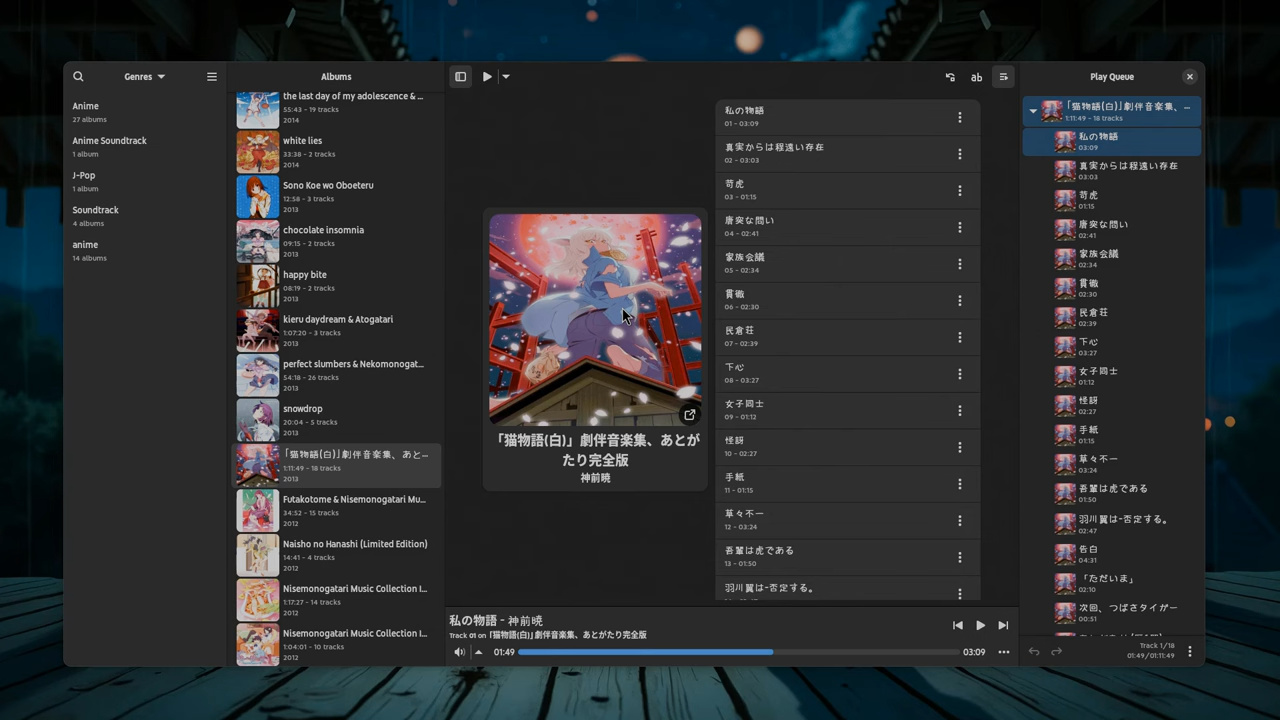 Genres
Anime
27 albums
Anime Soundtrack
1 album
J-Pop
1 album
Soundtrack
4 albums
anime
14 albums
Albums
the last day of my adolescence & ...
55:43 - 19 tracks
2014
white lies
33:38 - 2 tracks
2014
Sono Koe wo Oboeteru
12:58 - 3 tracks
2013
chocolate insomnia
09:15 - 2 tracks
2013
happy bite
08:19 - 2 tracks
2013
kieru daydream & Atogatari
1:07:20 - 3 tracks
2013
perfect slumbers & Nekomonogat...
54:18 - 26 tracks
2013
snowdrop
20:04 - 5 tracks
2013
「猫物語(白)」劇伴音楽集、あと...
1:11:49 - 18 tracks
2013
Futakotome & Nisemonogatari Mu...
34:52 - 15 tracks
2012
Naisho no Hanashi (Limited Edition)
14:41 - 4 tracks
2012
Nisemonogatari Music Collection I...
1:17:27 - 14 tracks
2012
Nisemonogatari Music Collection I...
1:04:01 - 10 tracks
2012
ab
「猫物語(白)」劇伴音楽集、あとが
たり完全版
神前暁
私の物語
01 - 03:09
真実からは程遠い存在
02 - 03:03
苛虎
03 - 01:15
唐突な問い
04 - 02:41
家族会議
05 - 02:34
貫徹
06 - 02:30
民倉荘
07 - 02:39
下心
08 - 03:27
女子同士
09 - 01:12
怪訝
10 - 02:27
手紙
11 - 01:15
草々不一
12 - 03:24
吾輩は虎である
13 - 01:50
羽川翼は-否定する。
私の物語 - 神前暁
Track 01 on 「猫物語(白)」劇伴音楽集、あとがたり完全版
01:49
03:09
Play Queue
「猫物語(白)」劇伴音楽集、...
1:11:49 - 18 tracks
私の物語
03:09
真実からは程遠い存在
03:03
苛虎
01:15
唐突な問い
02:41
家族会議
02:34
貫徹
02:30
民倉荘
02:39
下心
03:27
女子同士
01:12
怪訝
02:27
手紙
01:15
草々不一
03:24
吾輩は虎である
01:50
羽川翼は-否定する。
02:47
告白
04:31
「ただいま」
02:10
次回、つばさタイガー
00:51
Track 1/18
01:49/01:11:49